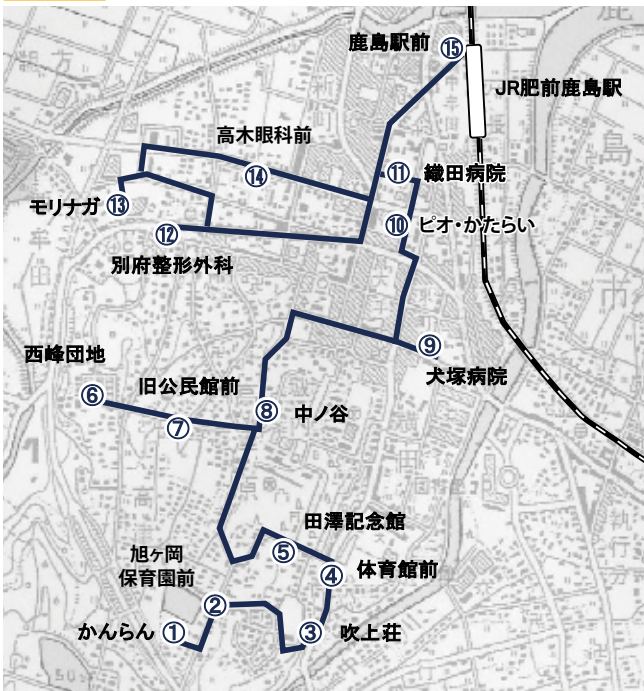 鹿島駅前
⑮
JR肥前鹿島駅
高木眼科前
⑭
⑪
織田病院
モリナガ
⑬
⑩
ピオ・かたらい
⑫
別府整形外科
⑨
犬塚病院
西峰団地
⑥
旧公民館前
⑦
⑧
中ノ谷
田澤記念館
⑤
旭ヶ岡
保育園前
④
体育館前
②
かんらん
①
③
吹上荘
鹿
島
市